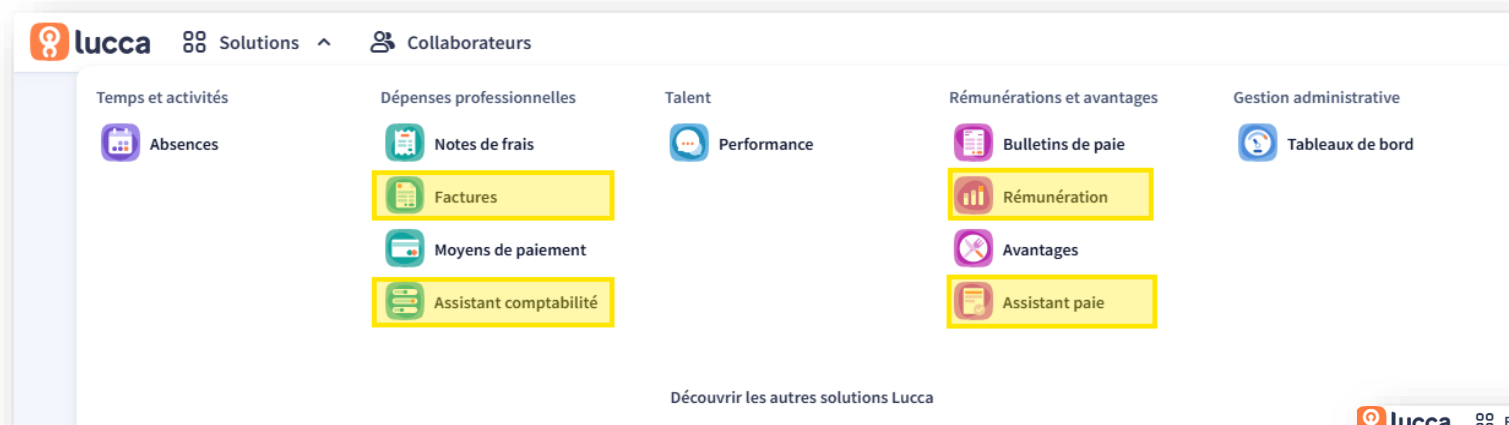 lucca Solutions Collaborateurs
Temps et activités
Absences
Dépenses professionnelles
Notes de frais
Factures
Moyens de paiement
Assistant comptabilité
Talent
Performance
Rémunérations et avantages
Bulletins de paie
Rémunération
Avantages
Assistant paie
Gestion administrative
Tableaux de bord
Découvrir les autres solutions Lucca
lucca